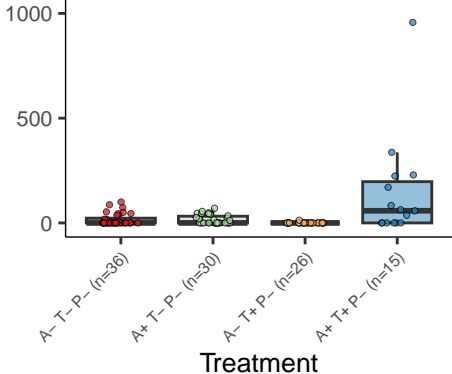 1000
500
0
A− T− P− (n=36)
A+ T− P− (n=30)
A− T+ P− (n=26)
A+ T+ P− (n=15)
Treatment